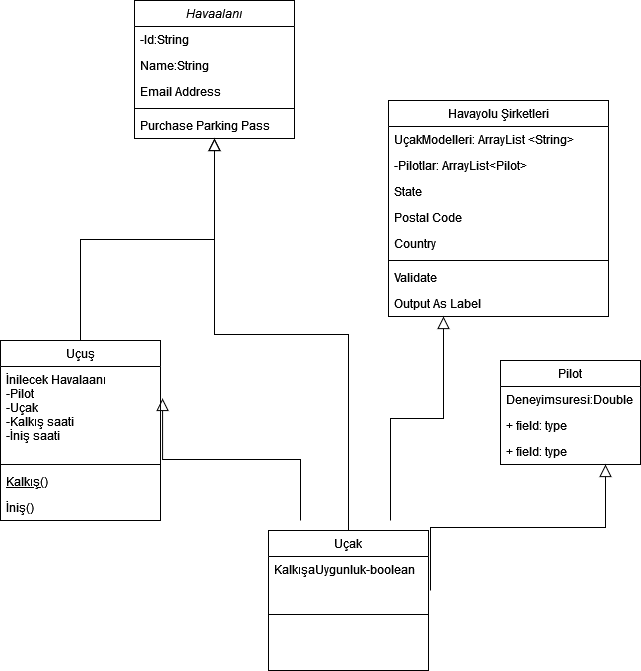 Havaalanı
-Id:String
Name:String
Email Address
Purchase Parking Pass
Havayolu Şirketleri
UçakModelleri: ArrayList <String>
-Pilotlar: ArrayList<Pilot>
State
Postal Code
Country
Validate
Output As Label
Uçuş
İnilecek Havalaanı
-Pilot
-Uçak
-Kalkış saati
-İniş saati
Kalkış()
İniş()
Pilot
Deneyimsuresi:Double
+ field: type
+ field: type
Uçak
KalkışaUygunluk-boolean